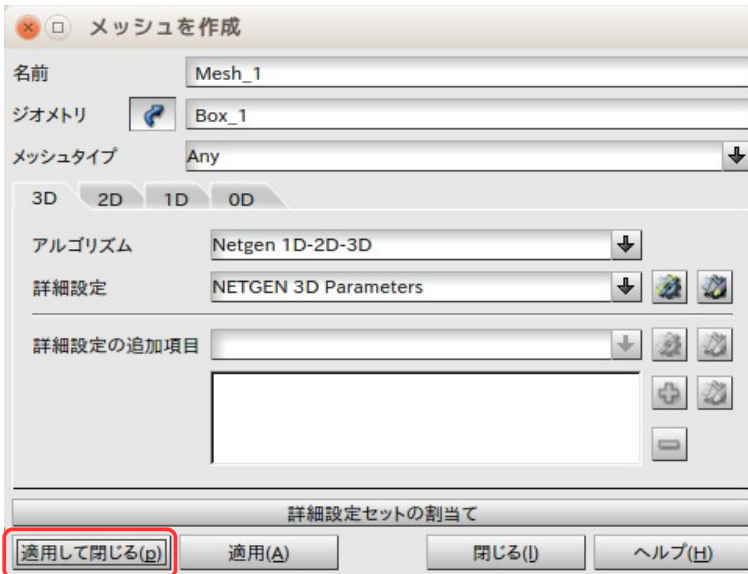 メッシュを作成
名前 Mesh_1
ジオメトリ Box_1
メッシュタイプ Any
3D 2D 1D 0D
アルゴリズム Netgen 1D-2D-3D
詳細設定 NETGEN 3D Parameters
詳細設定の追加項目
詳細設定セットの割当て
適用して閉じる(p) 適用(A) 閉じる(l) ヘルプ(H)